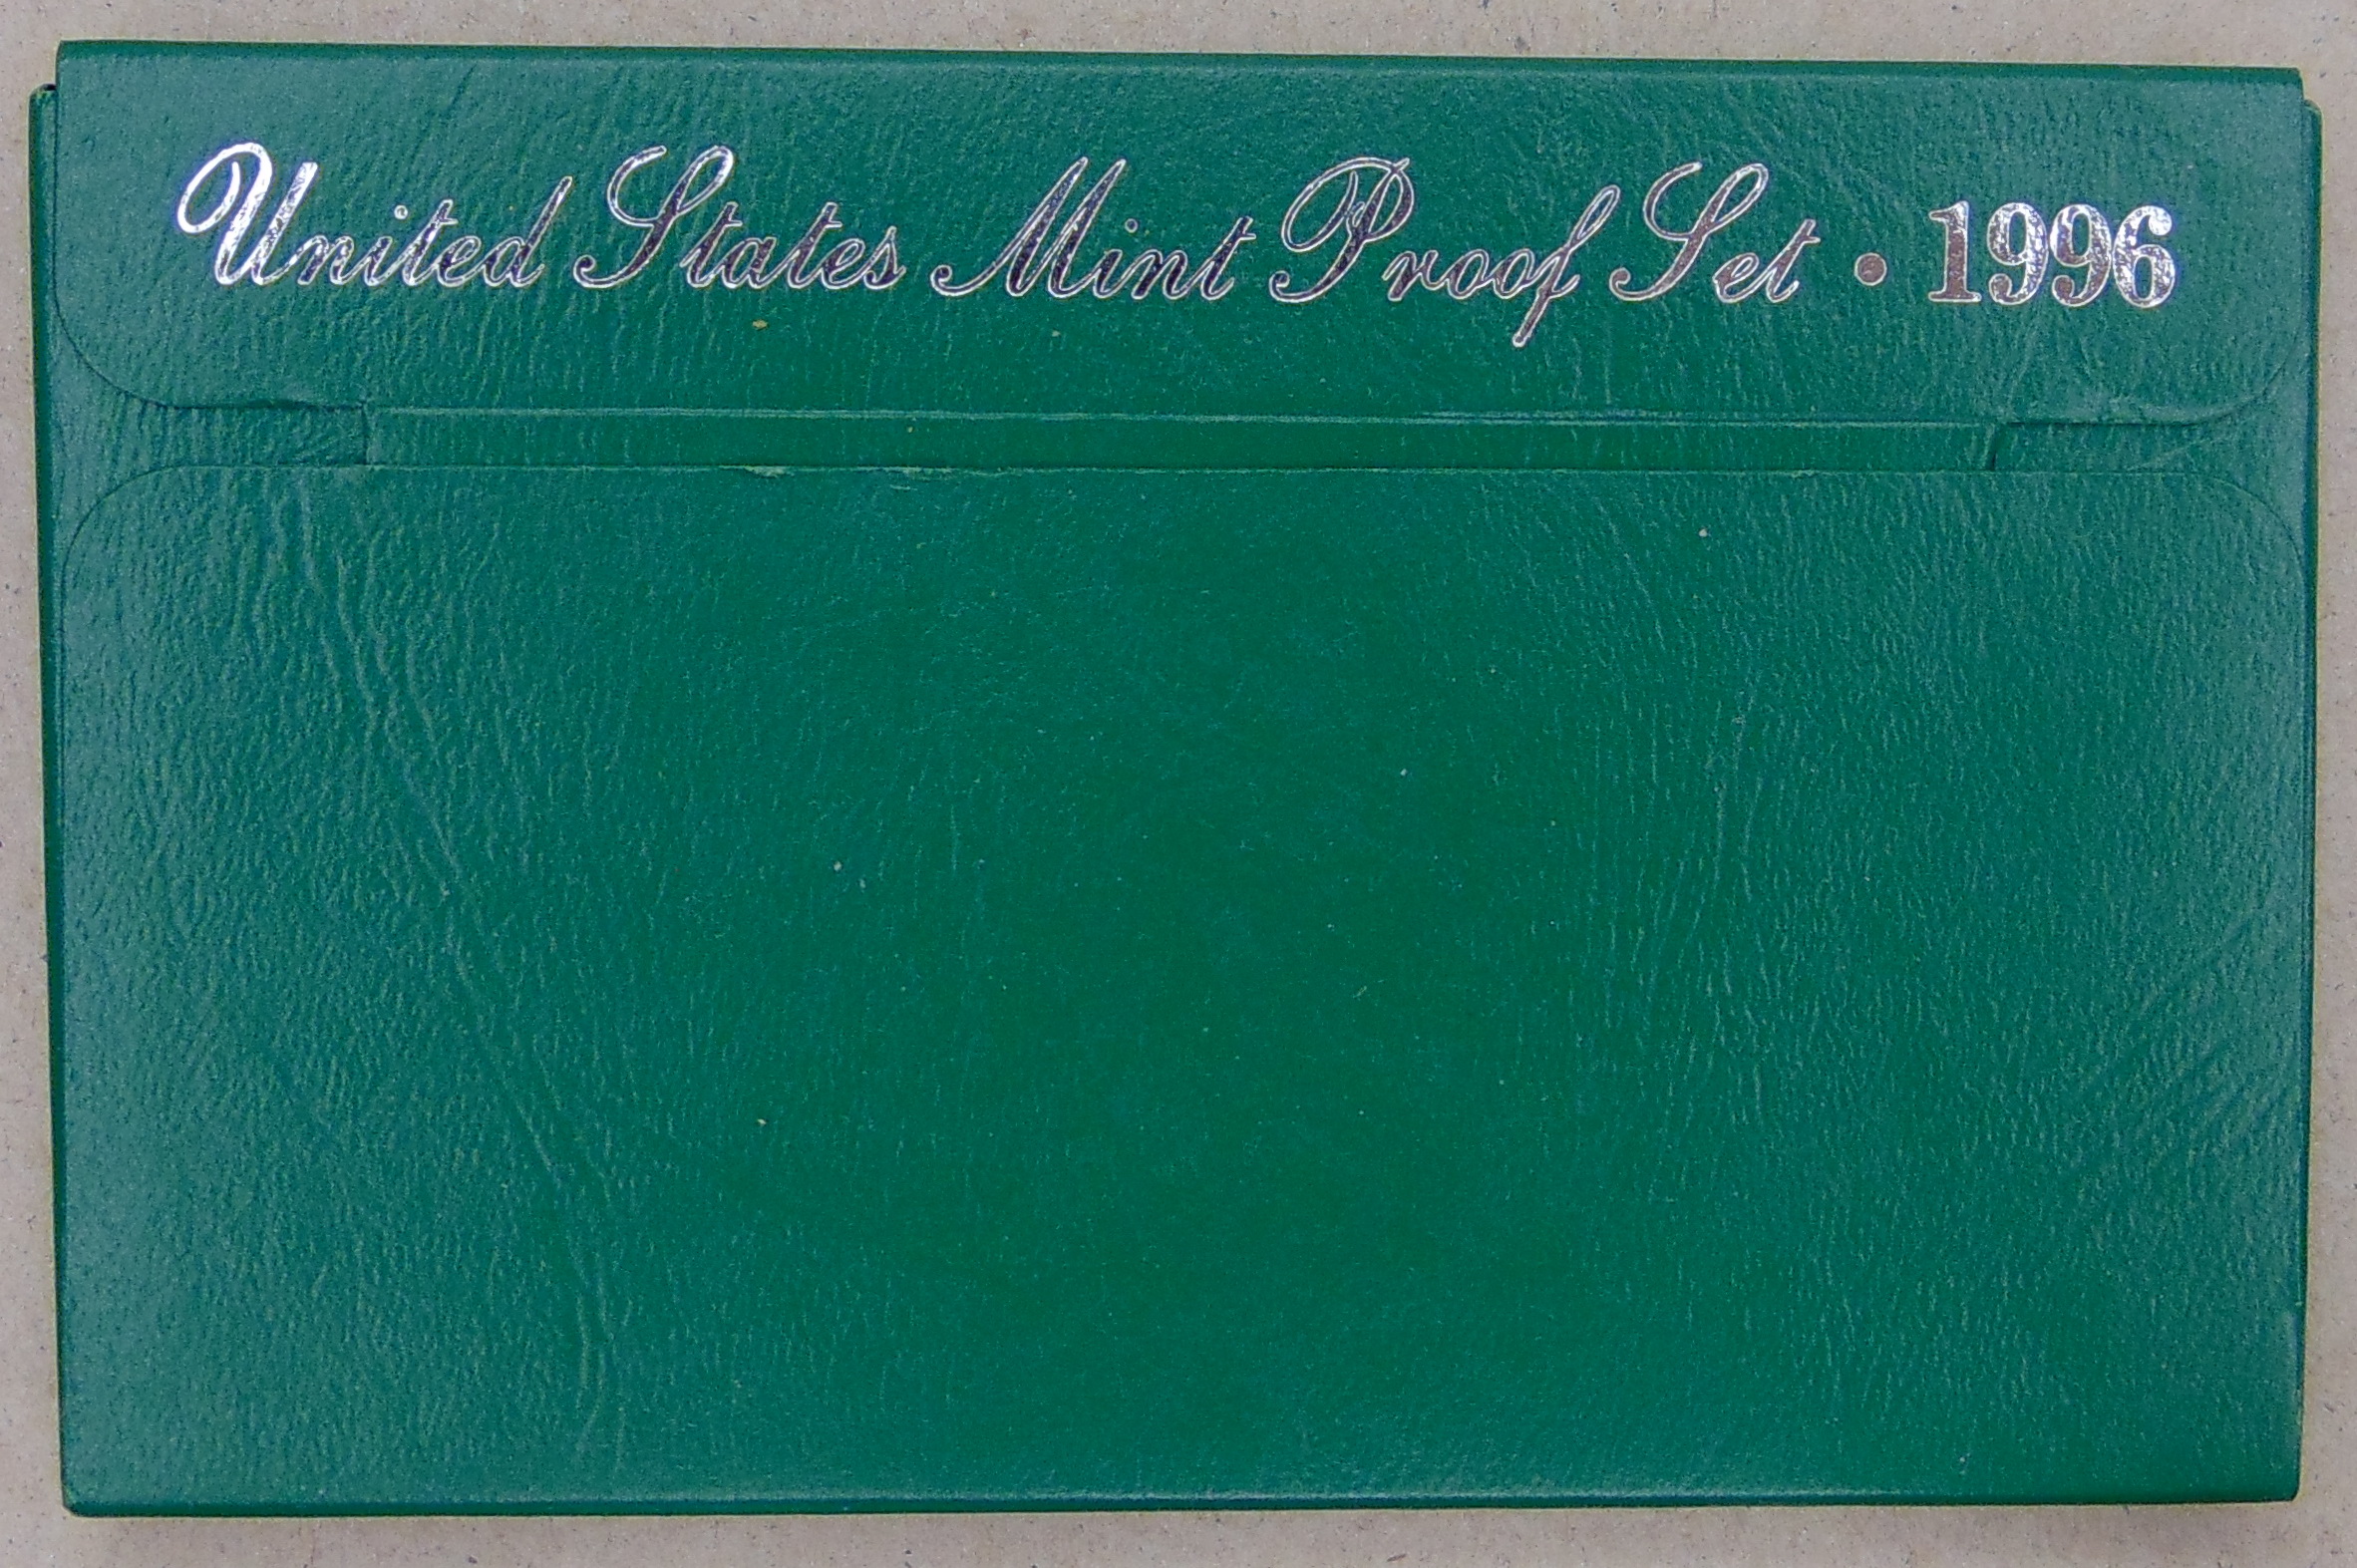 United States Mint Proof Set • 1996